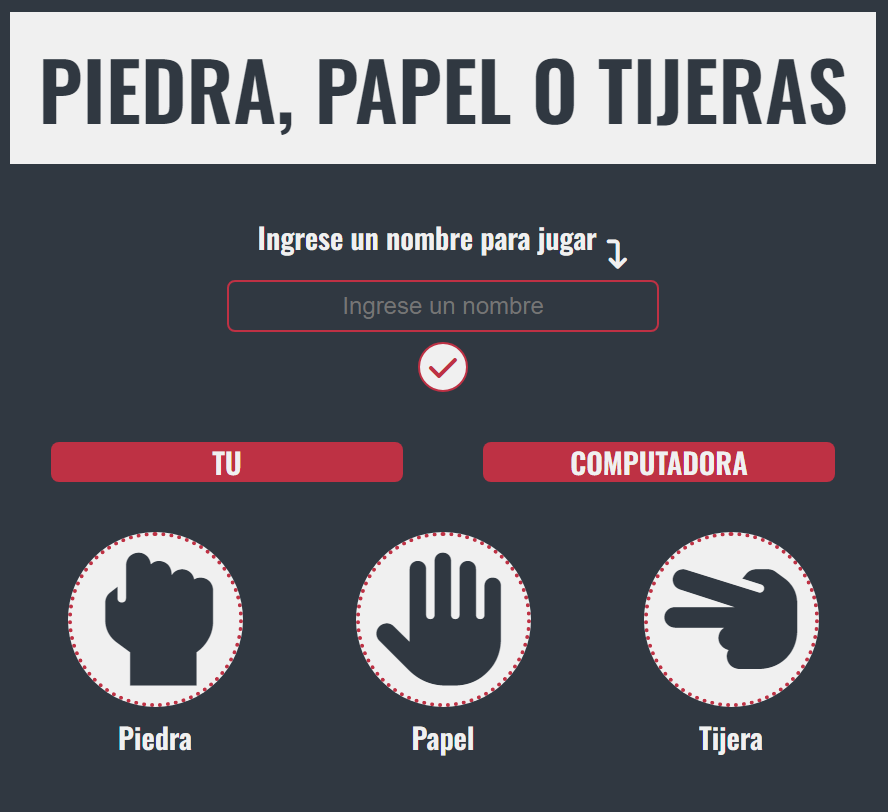 PIEDRA, PAPEL O TIJERAS
Ingrese un nombre para jugar
Ingrese un nombre
TU
COMPUTADORA
Piedra
Papel
Tijera